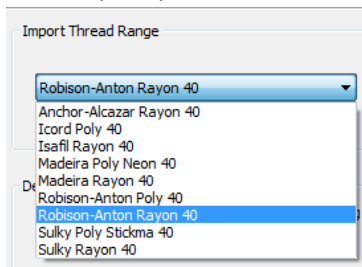 Import Thread Range
Robison-Anton Rayon 40
Anchor-Alcazar Rayon 40
Icord Poly 40
Isafil Rayon 40
Madeira Poly Neon 40
Madeira Rayon 40
Robison-Anton Poly 40
Robison-Anton Rayon 40
Sulky Poly Stickma 40
Sulky Rayon 40